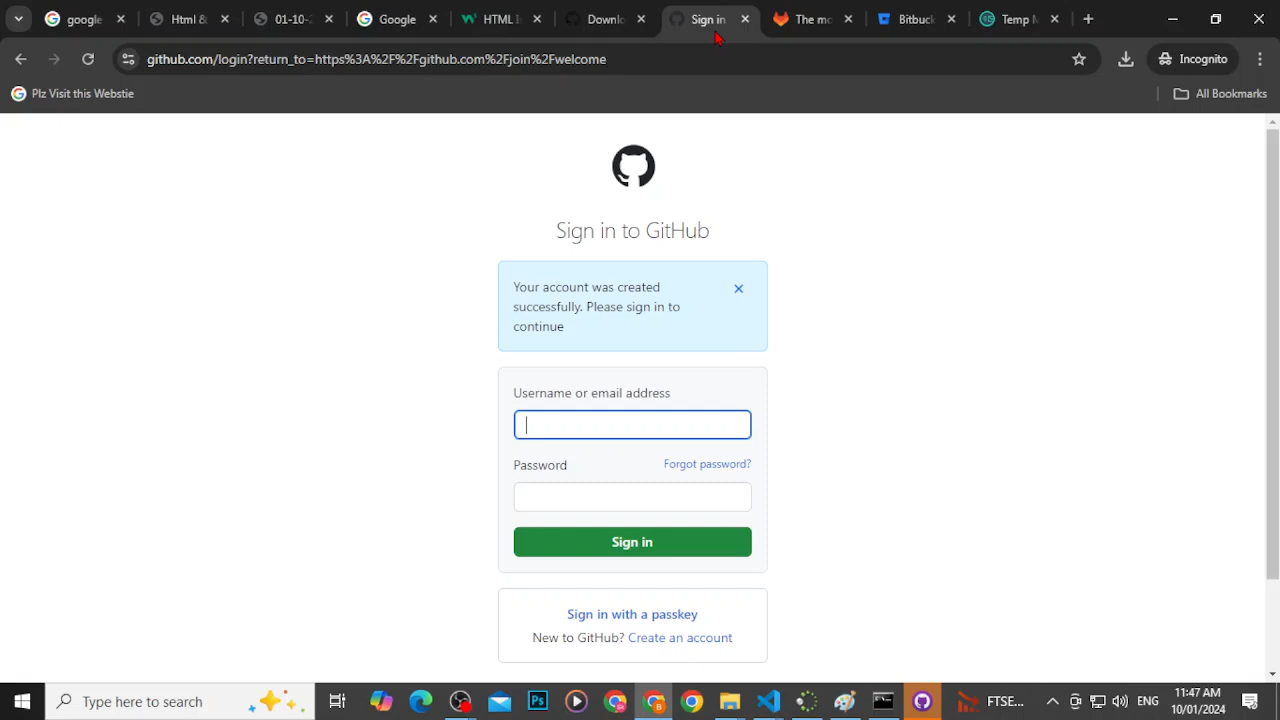 google
Html &
01-10-2
Google
HTML I
Downlo
Sign in
The mo
Bitbuck
Temp M
github.com/login?return_to=https%3A%2F%2Fgithub.com%2Fjoin%2Fwelcome
Incognito
Plz Visit this Webstie
All Bookmarks
Sign in to GitHub
Your account was created
successfully. Please sign in to
continue
Username or email address
Password
Forgot password?
Sign in
Sign in with a passkey
New to GitHub? Create an account
Type here to search
Ps
FTSE...
ENG
11:47 AM
10/01/2024